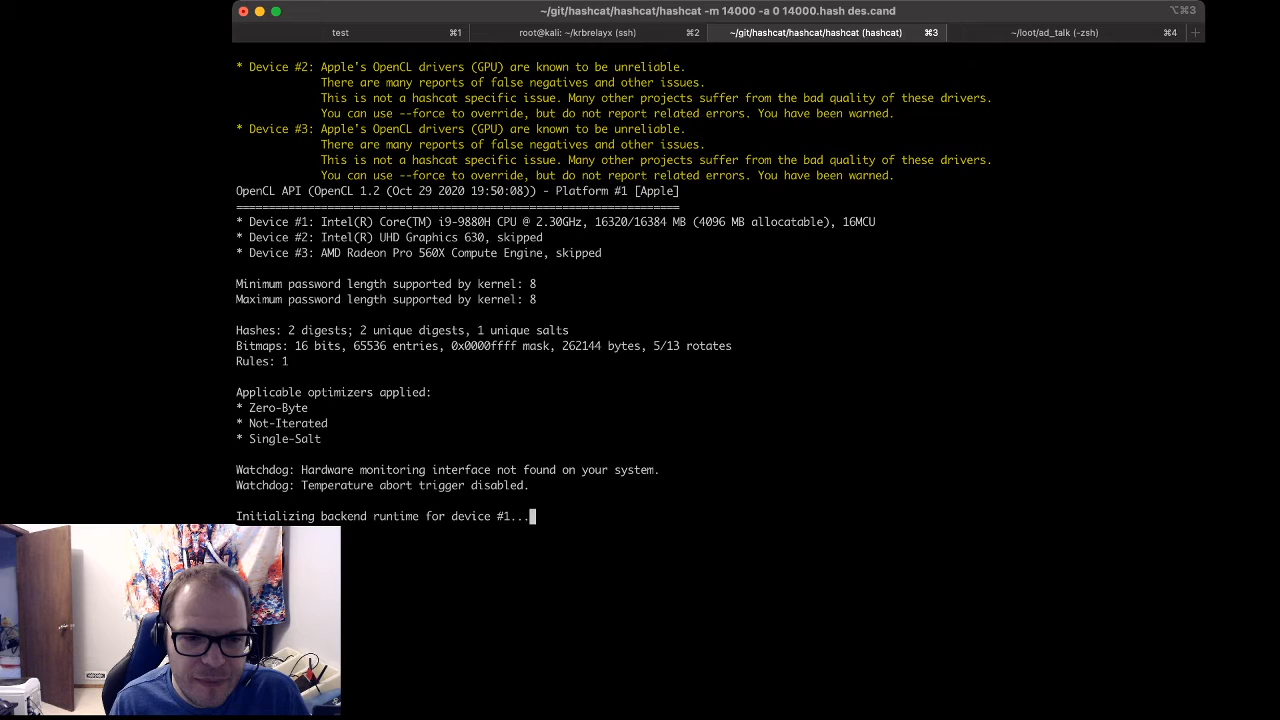 ~/git/hashcat/hashcat/hashcat -m 14000 -a 0 14000.hash des.cand
⌥⌘3
test ⌘1
root@kali: ~/krbrelayx (ssh) ⌘2
~/git/hashcat/hashcat/hashcat (hashcat) ⌘3
~/loot/ad_talk (-zsh) ⌘4
* Device #2: Apple's OpenCL drivers (GPU) are known to be unreliable.
There are many reports of false negatives and other issues.
This is not a hashcat specific issue. Many other projects suffer from the bad quality of these drivers.
You can use --force to override, but do not report related errors. You have been warned.
* Device #3: Apple's OpenCL drivers (GPU) are known to be unreliable.
There are many reports of false negatives and other issues.
This is not a hashcat specific issue. Many other projects suffer from the bad quality of these drivers.
You can use --force to override, but do not report related errors. You have been warned.
OpenCL API (OpenCL 1.2 (Oct 29 2020 19:50:08)) - Platform #1 [Apple]
====================================================================
* Device #1: Intel(R) Core(TM) i9-9880H CPU @ 2.30GHz, 16320/16384 MB (4096 MB allocatable), 16MCU
* Device #2: Intel(R) UHD Graphics 630, skipped
* Device #3: AMD Radeon Pro 560X Compute Engine, skipped
Minimum password length supported by kernel: 8
Maximum password length supported by kernel: 8
Hashes: 2 digests; 2 unique digests, 1 unique salts
Bitmaps: 16 bits, 65536 entries, 0x0000ffff mask, 262144 bytes, 5/13 rotates
Rules: 1
Applicable optimizers applied:
* Zero-Byte
* Not-Iterated
* Single-Salt
Watchdog: Hardware monitoring interface not found on your system.
Watchdog: Temperature abort trigger disabled.
Initializing backend runtime for device #1...